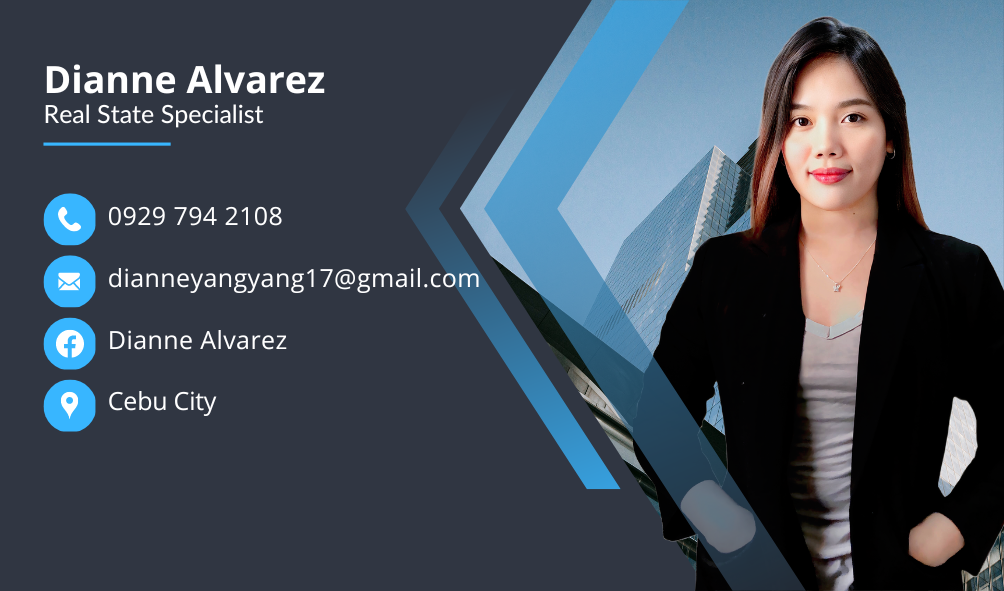 Dianne Alvarez
Real State Specialist
0929 794 2108
dianneyangyang17@gmail.com
Dianne Alvarez
Cebu City